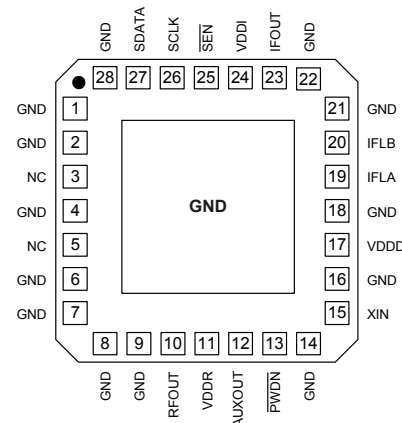 GND SDATA SCLK SEN VDDI IFOUT GND
28 27 26 25 24 23 22
GND 1
GND 2
NC 3
GND 4
NC 5
GND 6
GND 7
GND
21 GND
20 IFLB
19 IFLA
18 GND
17 VDDD
16 GND
15 XIN
8 9 10 11 12 13 14
GND GND RFOUT VDDR AUXOUT PWDN GND